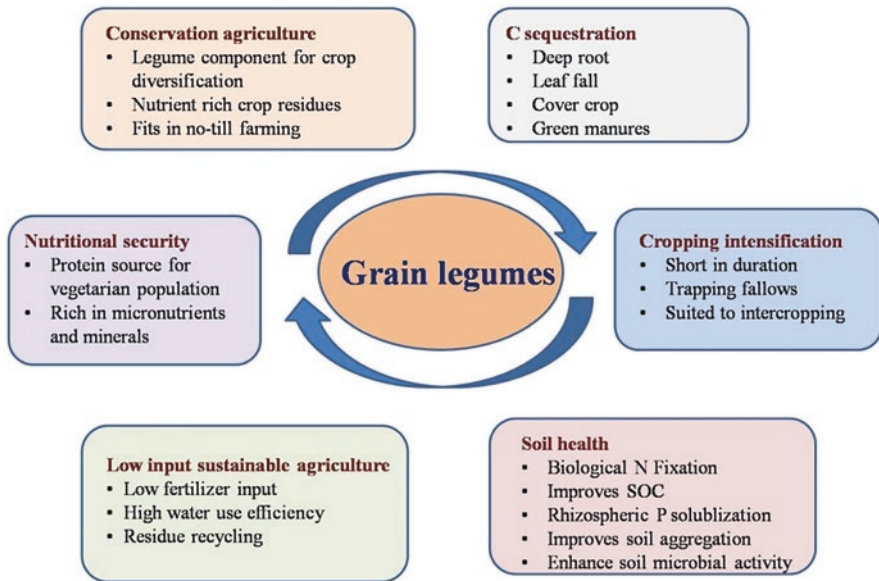 Conservation agriculture
• Legume component for crop
diversification
• Nutrient rich crop residues
• Fits in no-till farming
C sequestration
• Deep root
• Leaf fall
• Cover crop
• Green manures
Nutritional security
• Protein source for
vegetarian population
• Rich in micronutrients
and minerals
Grain legumes
Cropping intensification
• Short in duration
• Trapping fallows
• Suited to intercropping
Low input sustainable agriculture
• Low fertilizer input
• High water use efficiency
• Residue recycling
Soil health
• Biological N Fixation
• Improves SOC
• Rhizospheric P solublization
• Improves soil aggregation
• Enhance soil microbial activity